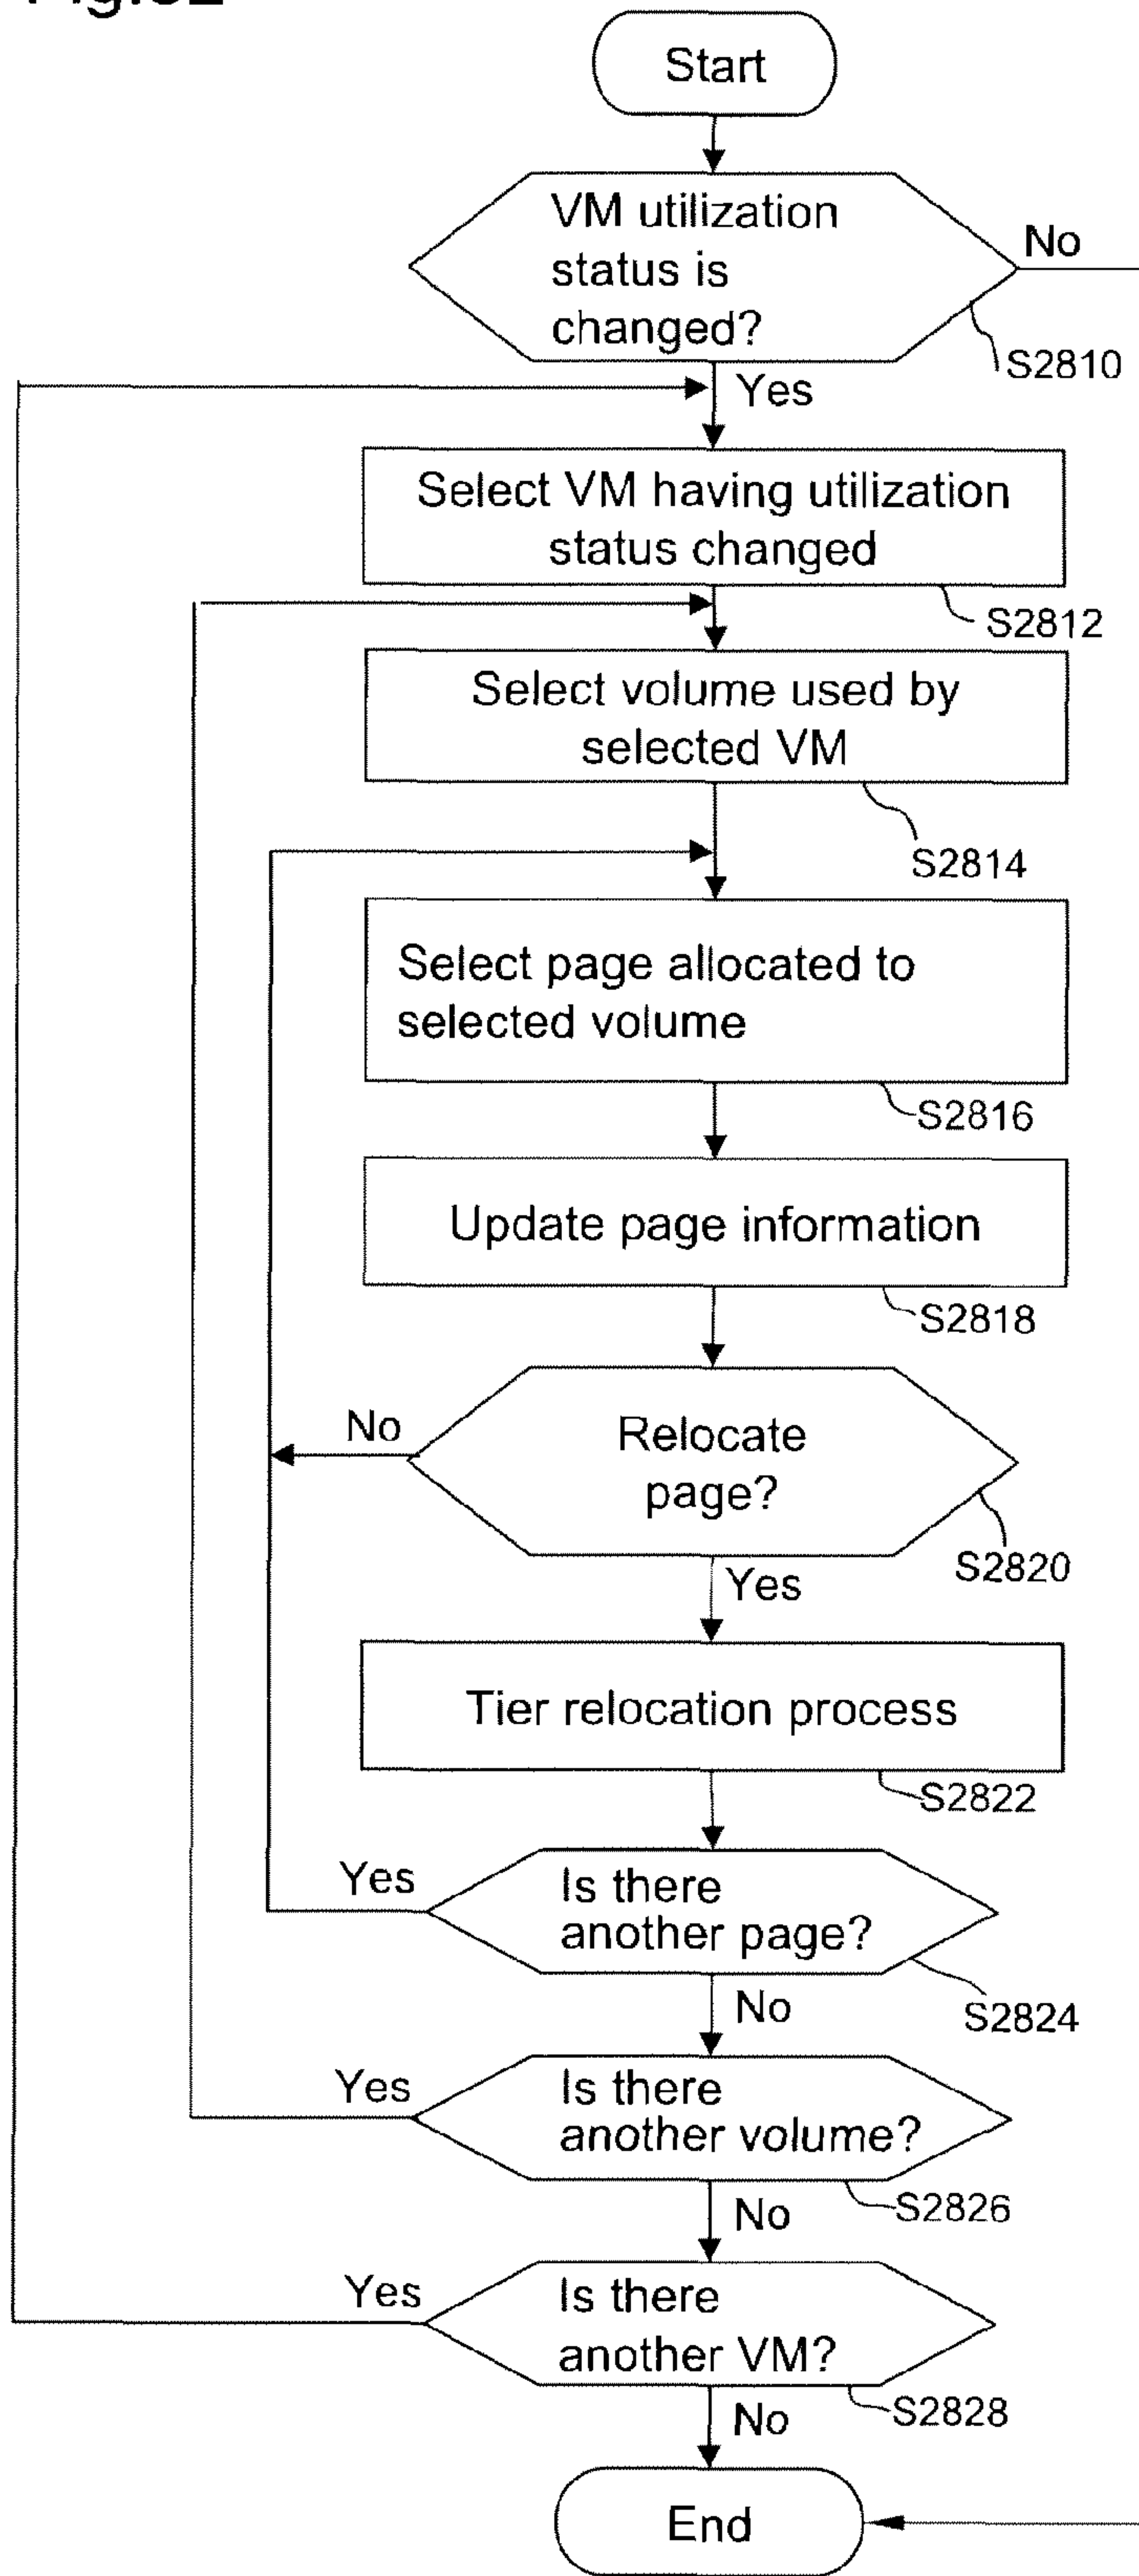 Start
VM utilization
status is
changed?
No
S2810
Yes
Select VM having utilization
status changed
S2812
Select volume used by
selected VM
S2814
Select page allocated to
selected volume
S2816
Update page information
S2818
No
Relocate
page?
S2820
Yes
Tier relocation process
S2822
Yes
Is there
another page?
S2824
No
Yes
Is there
another volume?
S2826
No
Yes
Is there
another VM?
S2828
No
End